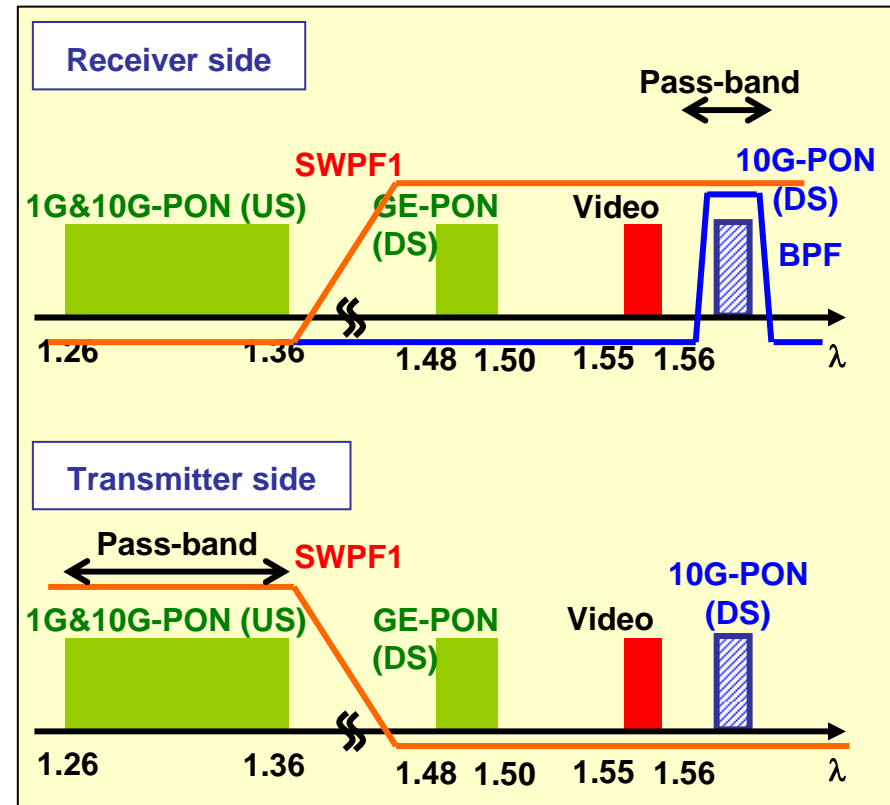 Receiver side
Pass-band
SWPF1
10G-PON
(DS)
1G&10G-PON (US)
GE-PON
(DS)
Video
BPF
1.26
1.36
1.48
1.50
1.55
1.56
λ
Transmitter side
Pass-band
SWPF1
10G-PON
(DS)
1G&10G-PON (US)
GE-PON
(DS)
Video
1.26
1.36
1.48
1.50
1.55
1.56
λ